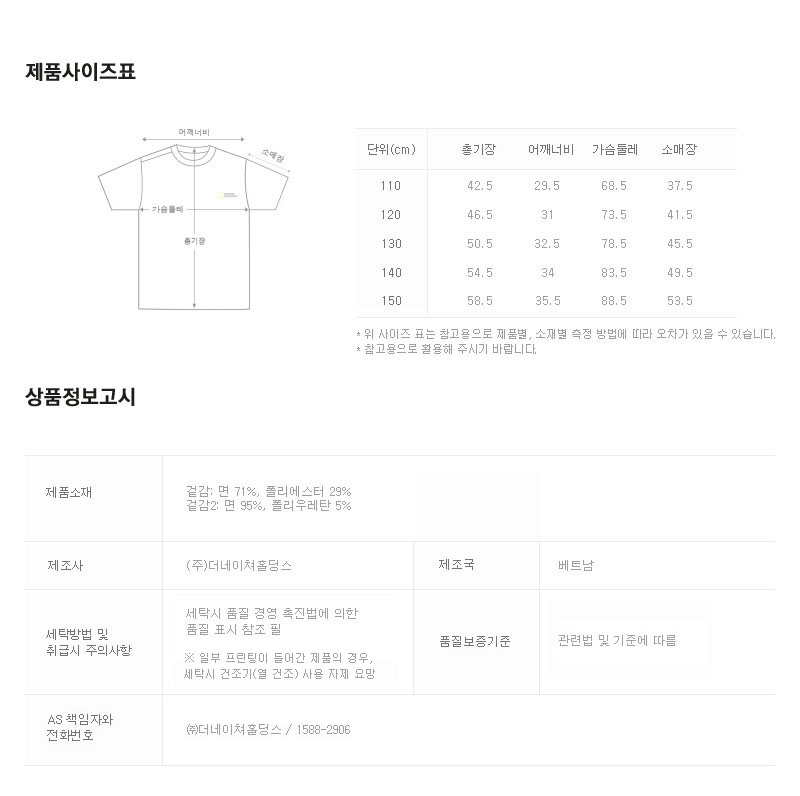 제품사이즈표
어깨너비
소매장
가슴둘레
총기장
단위(cm) 총기장 어깨너비 가슴둘레 소매장
110 42.5 29.5 68.5 37.5
120 46.5 31 73.5 41.5
130 50.5 32.5 78.5 45.5
140 54.5 34 83.5 49.5
150 58.5 35.5 88.5 53.5
* 위 사이즈 표는 참고용으로 제품별, 소재별 측정 방법에 따라 오차가 있을 수 있습니다.
* 참고용으로 활용해 주시기 바랍니다.
상품정보고시
제품소재
겉감: 면 71%, 폴리에스터 29%
겉감2: 면 95%, 폴리우레탄 5%
제조사 (주)더네이쳐홀딩스 제조국 베트남
세탁방법 및
취급시 주의사항
세탁시 품질 경영 촉진법에 의한
품질 표시 참조 필
※ 일부 프린팅이 들어간 제품의 경우,
세탁시 건조기(열 건조) 사용 자제 요망
품질보증기준 관련법 및 기준에 따름
AS 책임자와
전화번호
㈜더네이쳐홀딩스 / 1588-2906